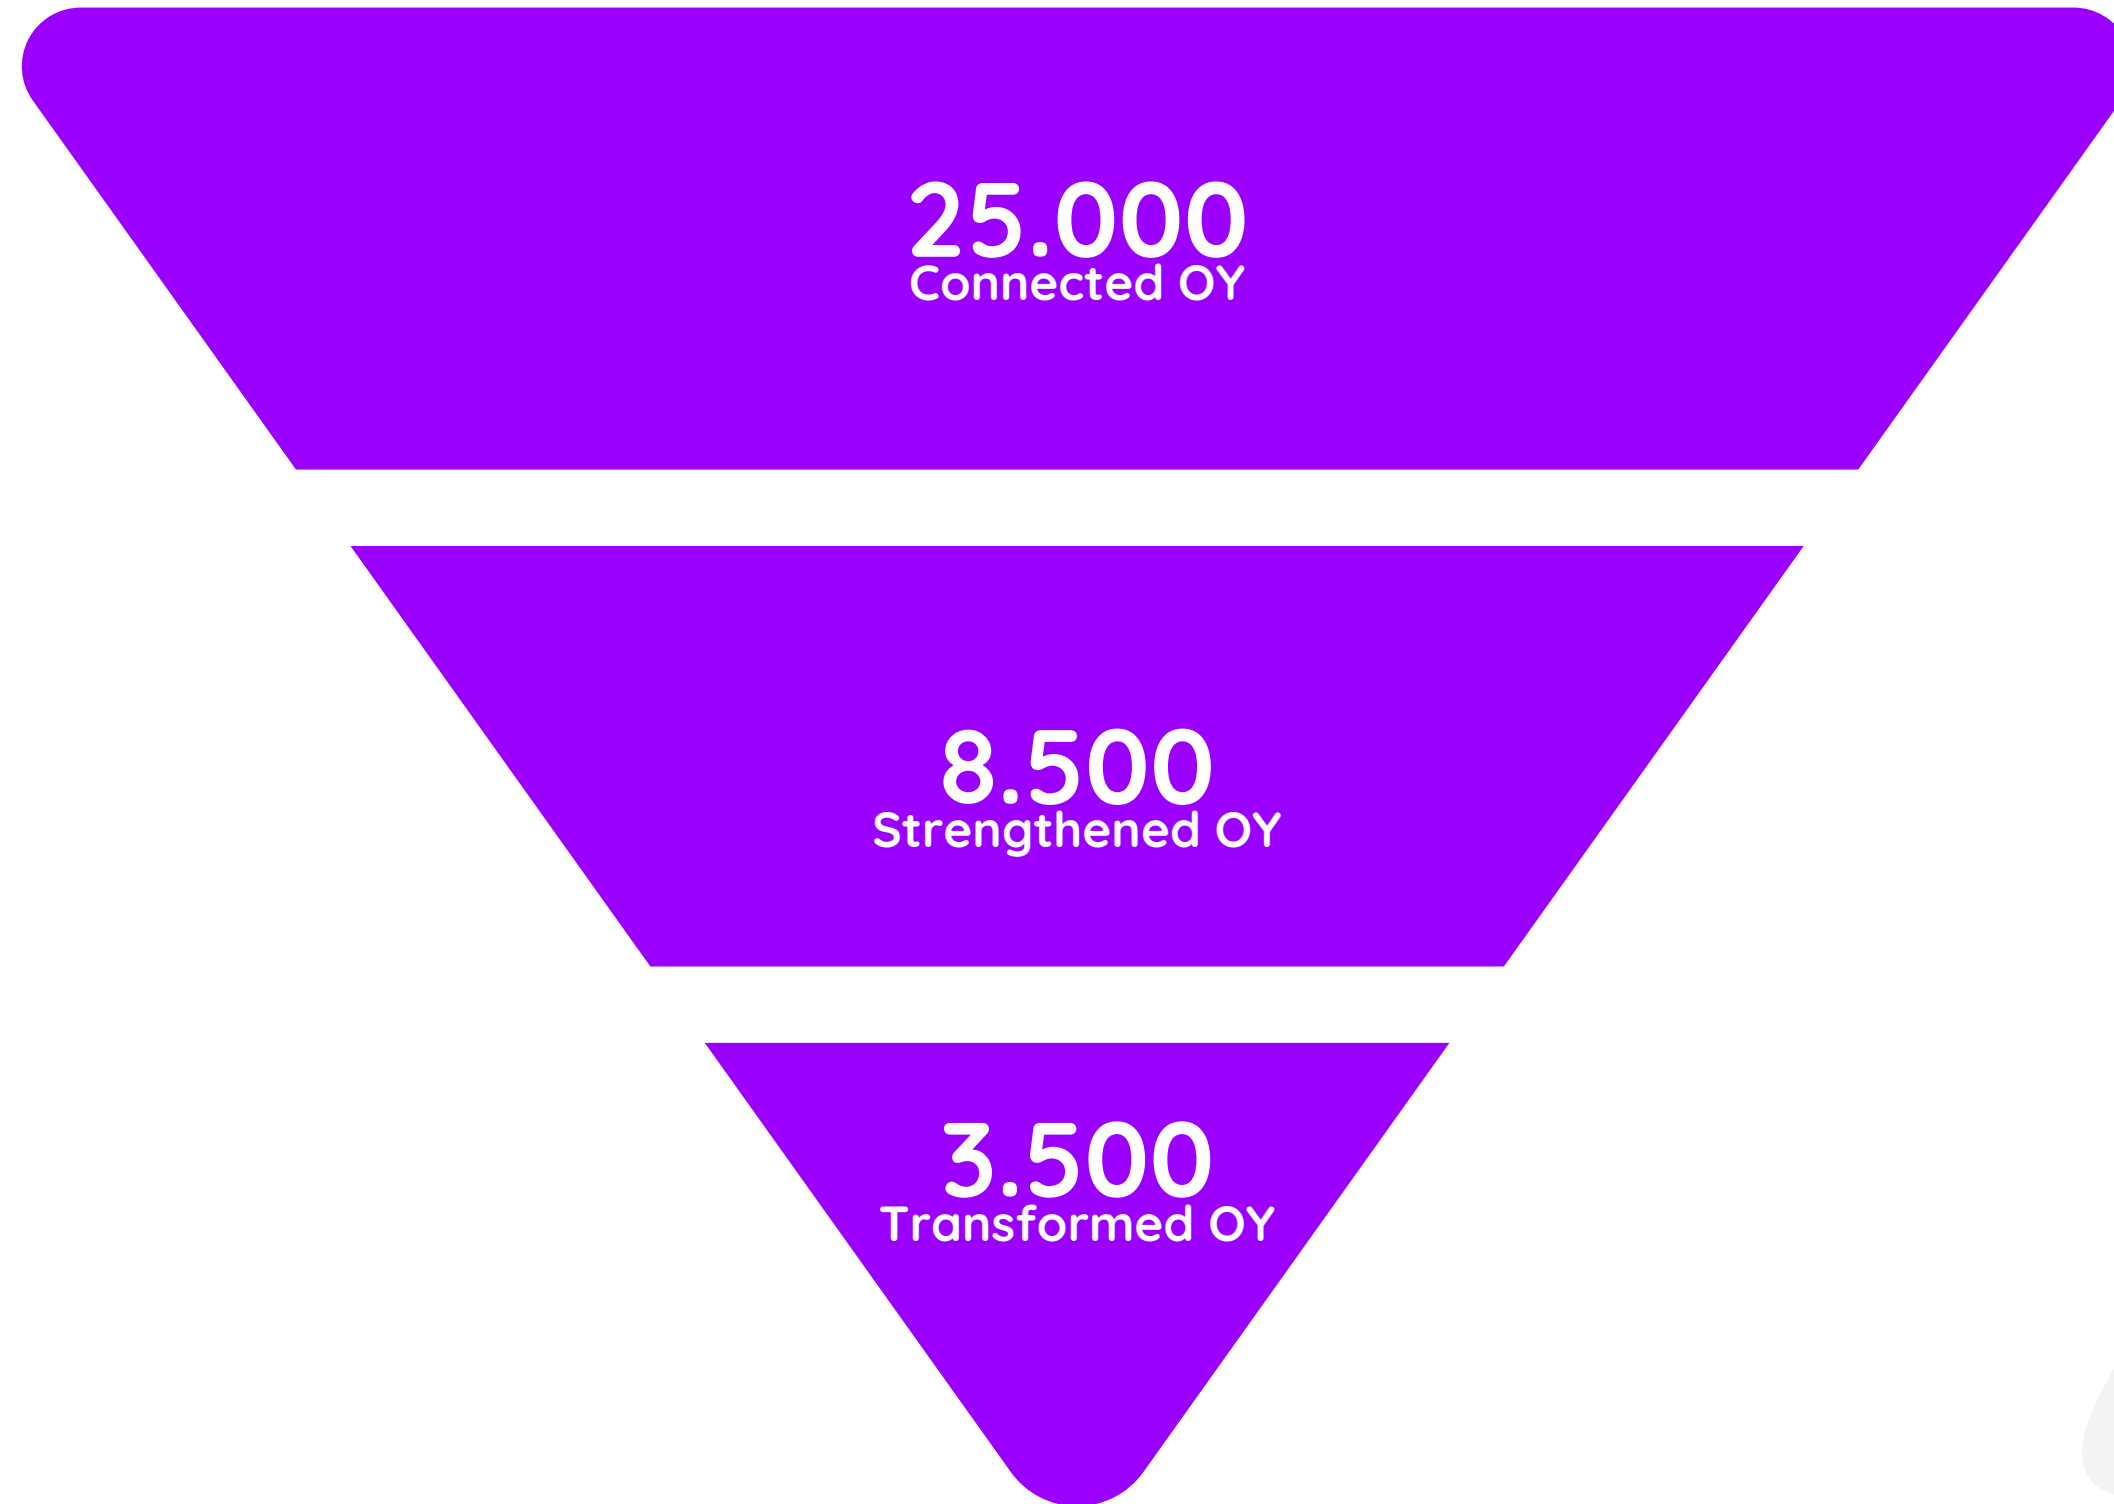 25.000
Connected OY
8.500
Strengthened OY
3.500
Transformed OY